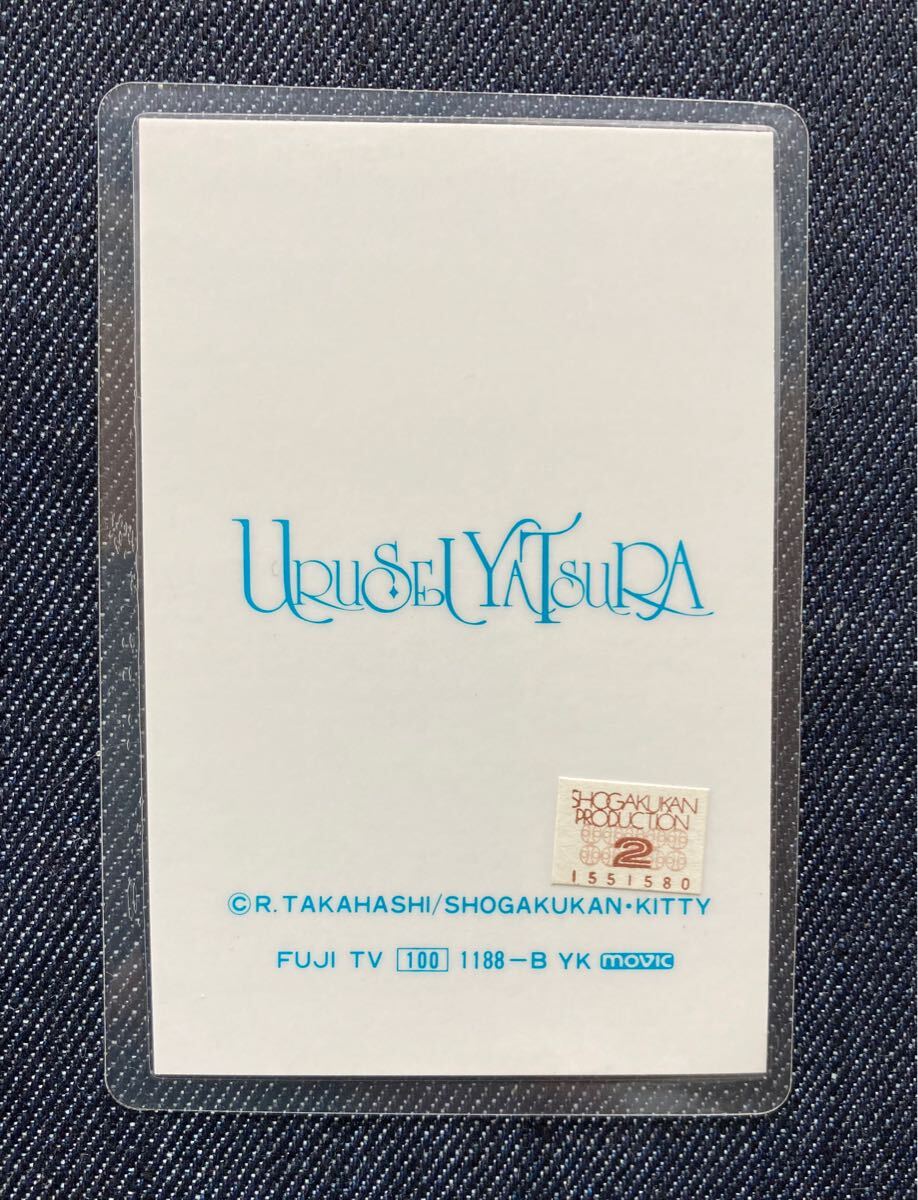 URUSEI YATSURA
SHOGAKUKAN
PRODUCTION
2
1551580
©R. TAKAHASHI/SHOGAKUKAN・KITTY
FUJI TV 100 1188-B YK movic